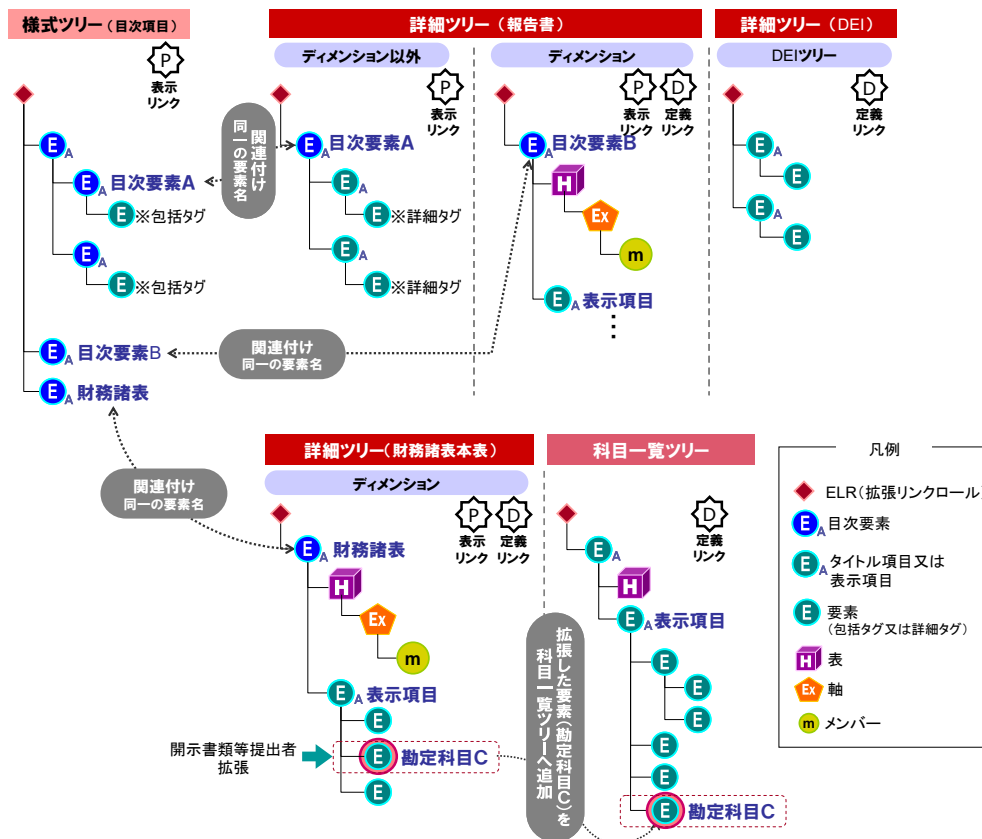 様式ツリー(目次項目)
P
表示
リンク
E A
E A 目次要素A
E ※包括タグ
E A
E ※包括タグ
E A 目次要素B
E A 財務諸表
関連付け
同一の要素名
関連付け
同一の要素名
関連付け
同一の要素名
詳細ツリー(報告書)
ディメンション以外
P
表示
リンク
E A 目次要素A
E A
E ※詳細タグ
E A
E ※詳細タグ
ディメンション
P
表示
リンク
D
定義
リンク
E A 目次要素B
H
Ex
m
E A 表示項目
詳細ツリー(DEI)
DEIツリー
D
定義
リンク
E A
E
E A
E
詳細ツリー(財務諸表本表)
ディメンション
P
表示
リンク
D
定義
リンク
E A 財務諸表
H
Ex
m
E A 表示項目
E
開示書類等提出者
拡張
E 勘定科目C
E
拡張した要素(勘定科目C)を
科目一覧ツリーへ追加
科目一覧ツリー
D
定義
リンク
E A
H
E A 表示項目
E
E
E
E
E
E 勘定科目C
凡例
ELR(拡張リンクロール)
E A 目次要素
E A タイトル項目又は
表示項目
E 要素
(包括タグ又は詳細タグ)
H 表
Ex 軸
m メンバー